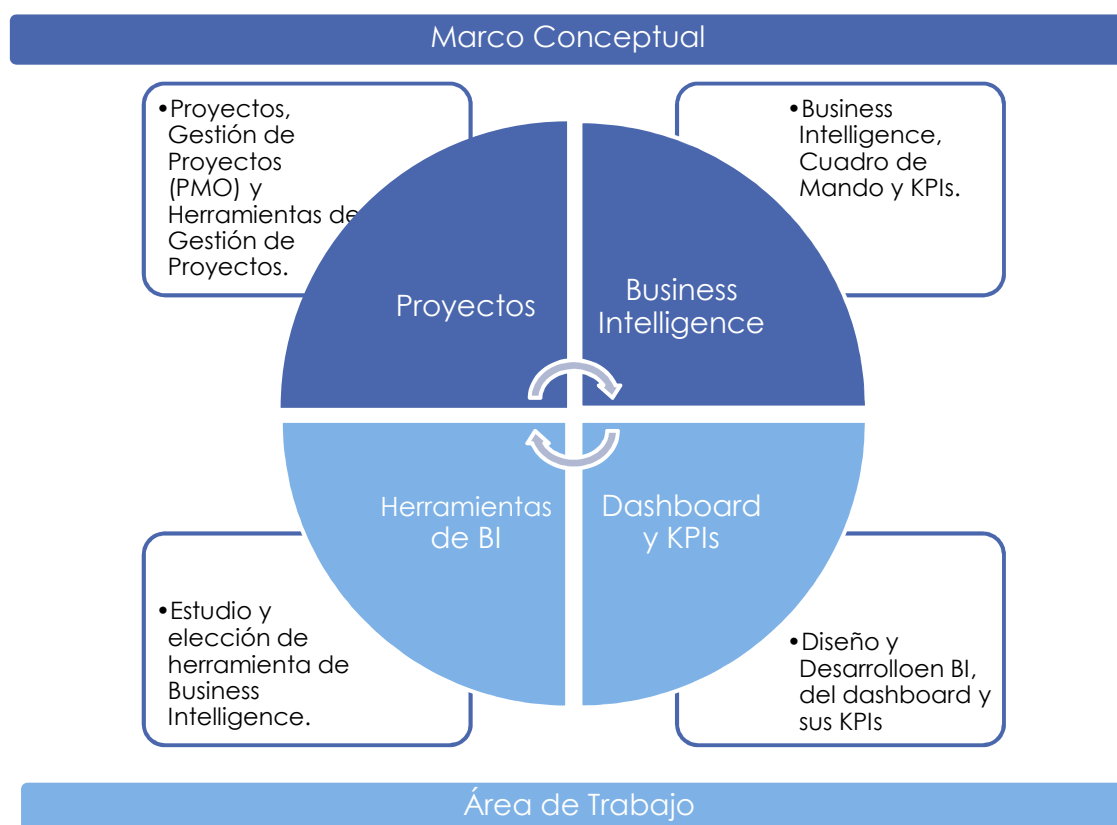 Marco Conceptual
•Proyectos,
Gestión de
Proyectos
(PMO) y
Herramientas de
Gestión de
Proyectos.
•Business
Intelligence,
Cuadro de
Mando y KPIs.
Proyectos
Business
Intelligence
Herramientas
de BI
Dashboard
y KPIs
•Estudio y
elección de
herramienta de
Business
Intelligence.
•Diseño y
Desarrolloen BI,
del dashboard y
sus KPIs
Área de Trabajo